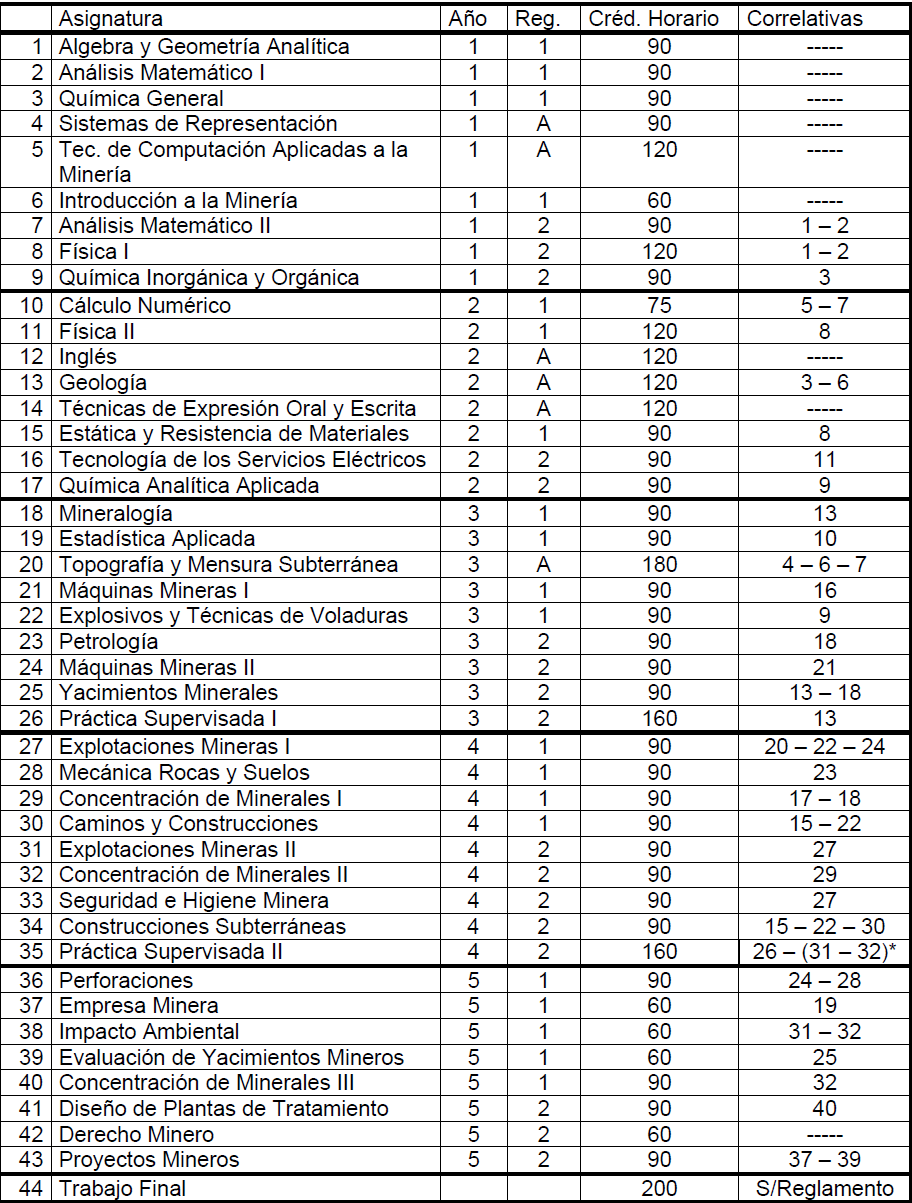 Asignatura Año Reg. Créd. Horario Correlativas
1 Algebra y Geometría Analítica 1 1 90 -----
2 Análisis Matemático I 1 1 90 -----
3 Química General 1 1 90 -----
4 Sistemas de Representación 1 A 90 -----
5 Tec. de Computación Aplicadas a la 1 A 120 -----
Minería
6 Introducción a la Minería 1 1 60 -----
7 Análisis Matemático II 1 2 90 1 – 2
8 Física I 1 2 120 1 – 2
9 Química Inorgánica y Orgánica 1 2 90 3
10 Cálculo Numérico 2 1 75 5 – 7
11 Física II 2 1 120 8
12 Inglés 2 A 120 -----
13 Geología 2 A 120 3 – 6
14 Técnicas de Expresión Oral y Escrita 2 A 120 -----
15 Estática y Resistencia de Materiales 2 1 90 8
16 Tecnología de los Servicios Eléctricos 2 2 90 11
17 Química Analítica Aplicada 2 2 90 9
18 Mineralogía 3 1 90 13
19 Estadística Aplicada 3 1 90 10
20 Topografía y Mensura Subterránea 3 A 180 4 – 6 – 7
21 Máquinas Mineras I 3 1 90 16
22 Explosivos y Técnicas de Voladuras 3 1 90 9
23 Petrología 3 2 90 18
24 Máquinas Mineras II 3 2 90 21
25 Yacimientos Minerales 3 2 90 13 – 18
26 Práctica Supervisada I 3 2 160 13
27 Explotaciones Mineras I 4 1 90 20 – 22 – 24
28 Mecánica Rocas y Suelos 4 1 90 23
29 Concentración de Minerales I 4 1 90 17 – 18
30 Caminos y Construcciones 4 1 90 15 – 22
31 Explotaciones Mineras II 4 2 90 27
32 Concentración de Minerales II 4 2 90 29
33 Seguridad e Higiene Minera 4 2 90 27
34 Construcciones Subterráneas 4 2 90 15 – 22 – 30
35 Práctica Supervisada II 4 2 160 26 – (31 – 32)*
36 Perforaciones 5 1 90 24 – 28
37 Empresa Minera 5 1 60 19
38 Impacto Ambiental 5 1 60 31 – 32
39 Evaluación de Yacimientos Mineros 5 1 60 25
40 Concentración de Minerales III 5 1 90 32
41 Diseño de Plantas de Tratamiento 5 2 90 40
42 Derecho Minero 5 2 60 -----
43 Proyectos Mineros 5 2 90 37 – 39
44 Trabajo Final 200 S/Reglamento